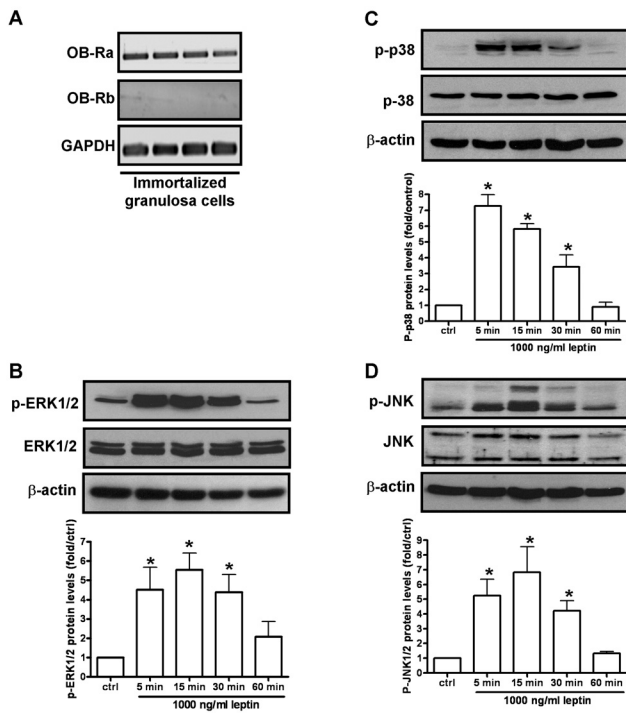 A
OB-Ra
OB-Rb
GAPDH
Immortalized
granulosa cells
B
p-ERK1/2
ERK1/2
β-actin
p-ERK1/2 protein levels (fold/ctrl)
7
6
5
4
3
2
1
0
* * *
ctrl 5 min 15 min 30 min 60 min
1000 ng/ml leptin
C
p-p38
p-38
β-actin
P-p38 protein levels (fold/control)
8
7
6
5
4
3
2
1
0
* * *
ctrl 5 min 15 min 30 min 60 min
1000 ng/ml leptin
D
p-JNK
JNK
β-actin
P-JNK1/2 protein levels (fold/ctrl)
9
8
7
6
5
4
3
2
1
0
* * *
ctrl 5 min 15 min 30 min 60 min
1000 ng/ml leptin